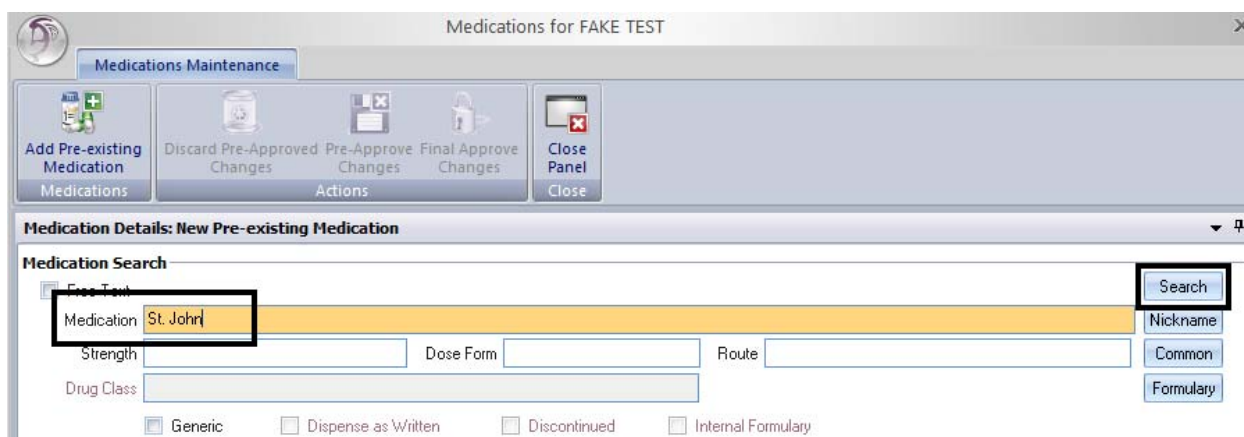 Medications for FAKE TEST
Medications Maintenance
Add Pre-existing Medication
Discard Pre-Approved Changes
Pre-Approve Changes
Final Approve Changes
Close Panel
Medications
Actions
Close
Medication Details: New Pre-existing Medication
Medication Search
Free Text
Search
Medication St. John
Nickname
Strength Dose Form Route Common
Drug Class Formulary
Generic Dispense as Written Discontinued Internal Formulary